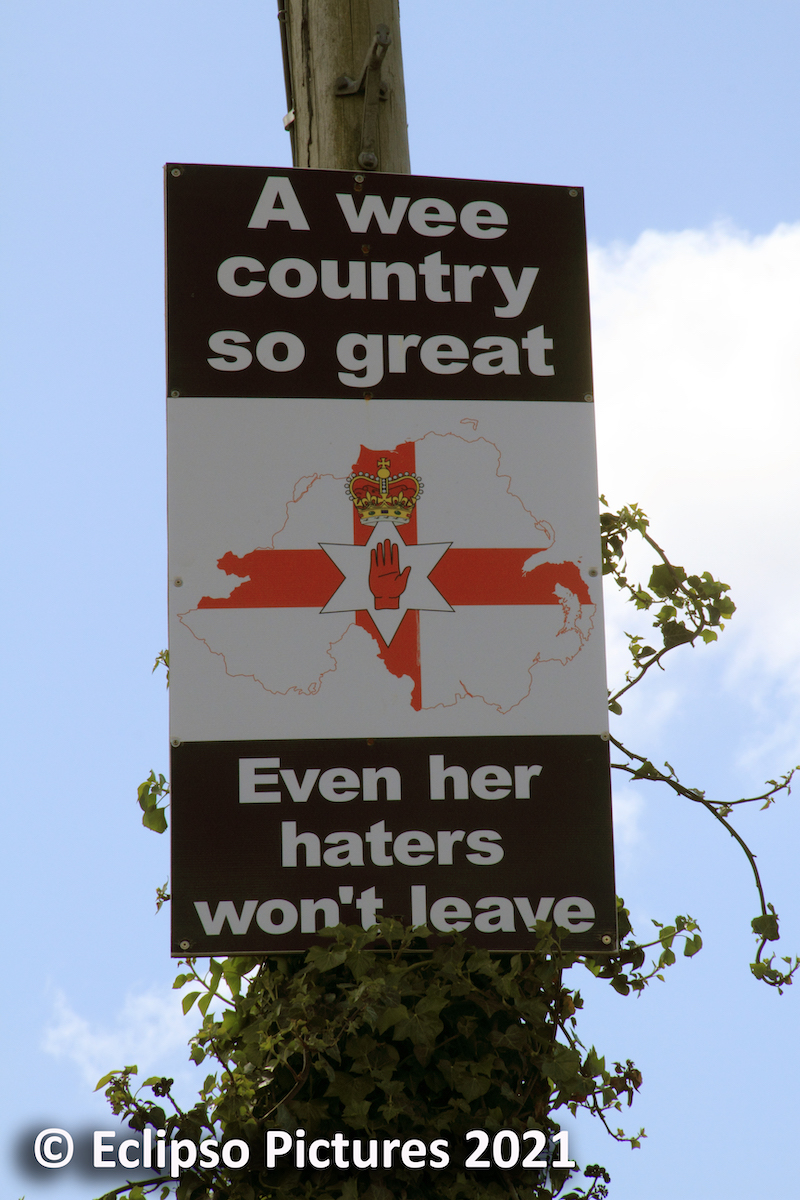 A wee
country
so great
Even her
haters
won't leave
© Eclipso Pictures 2021